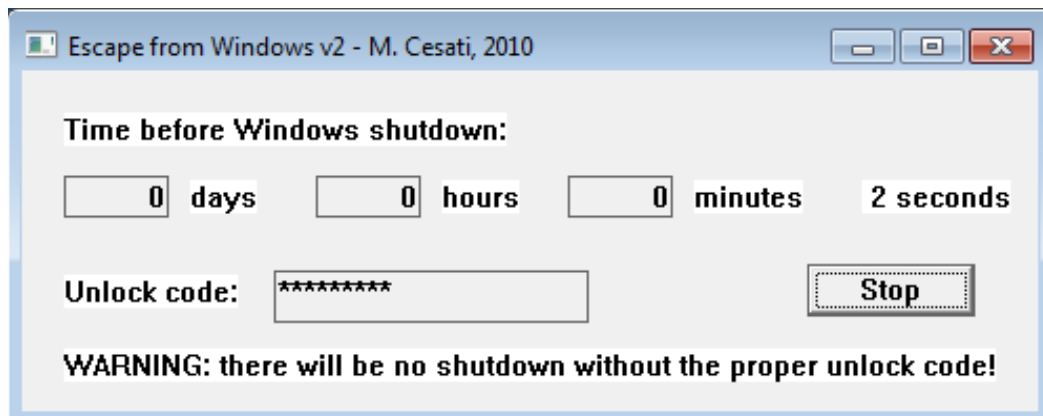 Escape from Windows v2 - M. Cesati, 2010
Time before Windows shutdown:
0 days 0 hours 0 minutes 2 seconds
Unlock code: ********* Stop
WARNING: there will be no shutdown without the proper unlock code!